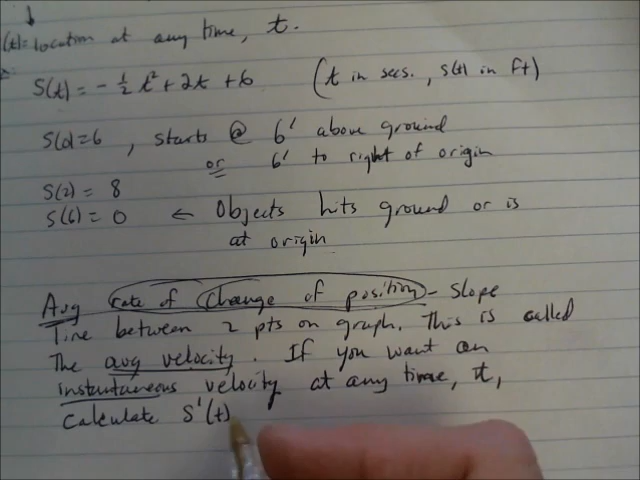 (t) = location at any time, t.
S(t) = - 1/2 t² + 2t + 6 (t in secs., s(t) in ft)
S(0) = 6, starts @ 6' above ground
or 6' to right of origin
S(2) = 8
S(6) = 0 ← Objects hits ground or is
at origin
Avg rate of change of position - slope
line between 2 pts on graph. This is called
The avg velocity. If you want an
instantaneous velocity at any time, t,
calculate S'(t)